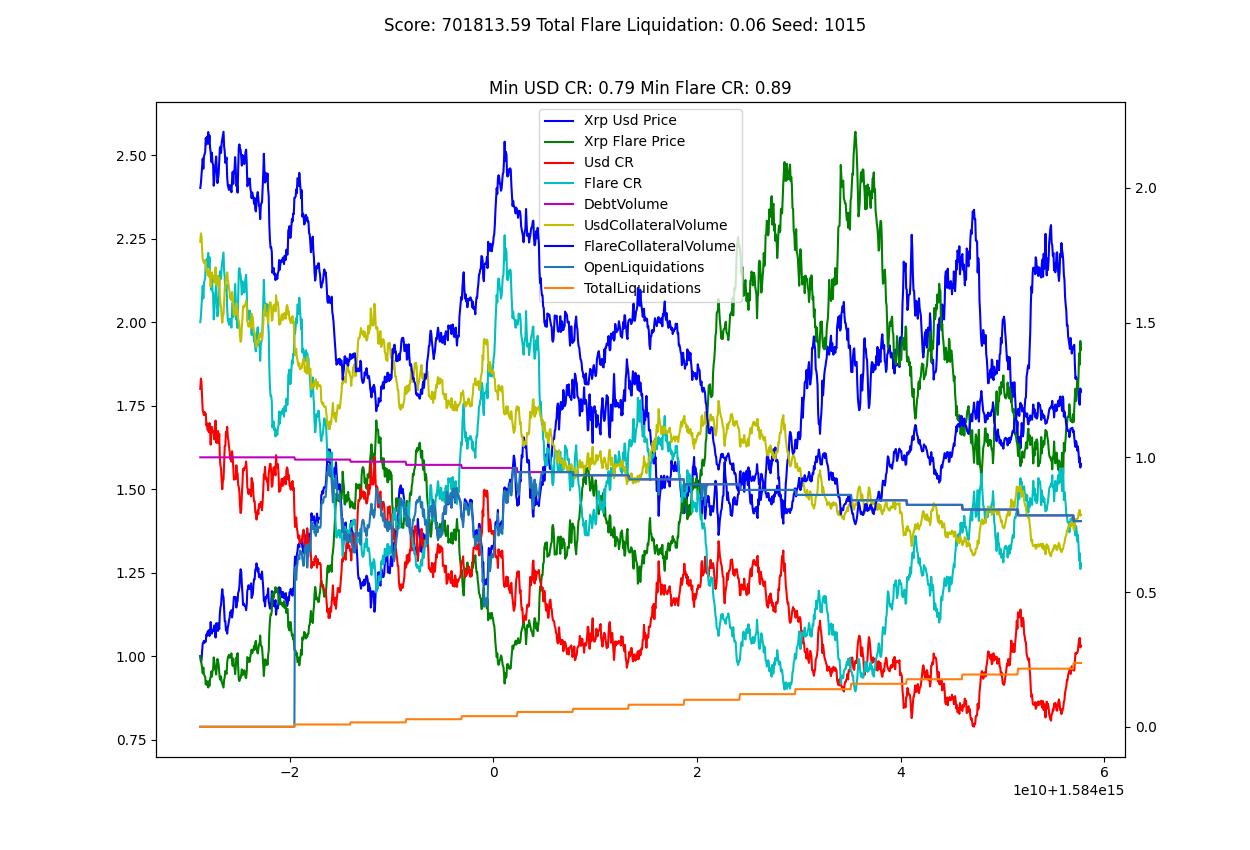 Score: 701813.59 Total Flare Liquidation: 0.06 Seed: 1015
Min USD CR: 0.79 Min Flare CR: 0.89
Xrp Usd Price
Xrp Flare Price
Usd CR
Flare CR
DebtVolume
UsdCollateralVolume
FlareCollateralVolume
OpenLiquidations
TotalLiquidations
2.50
2.25
2.00
1.75
1.50
1.25
1.00
0.75
2.0
1.5
1.0
0.5
0.0
−2
0
2
4
6
1e10+1.584e15